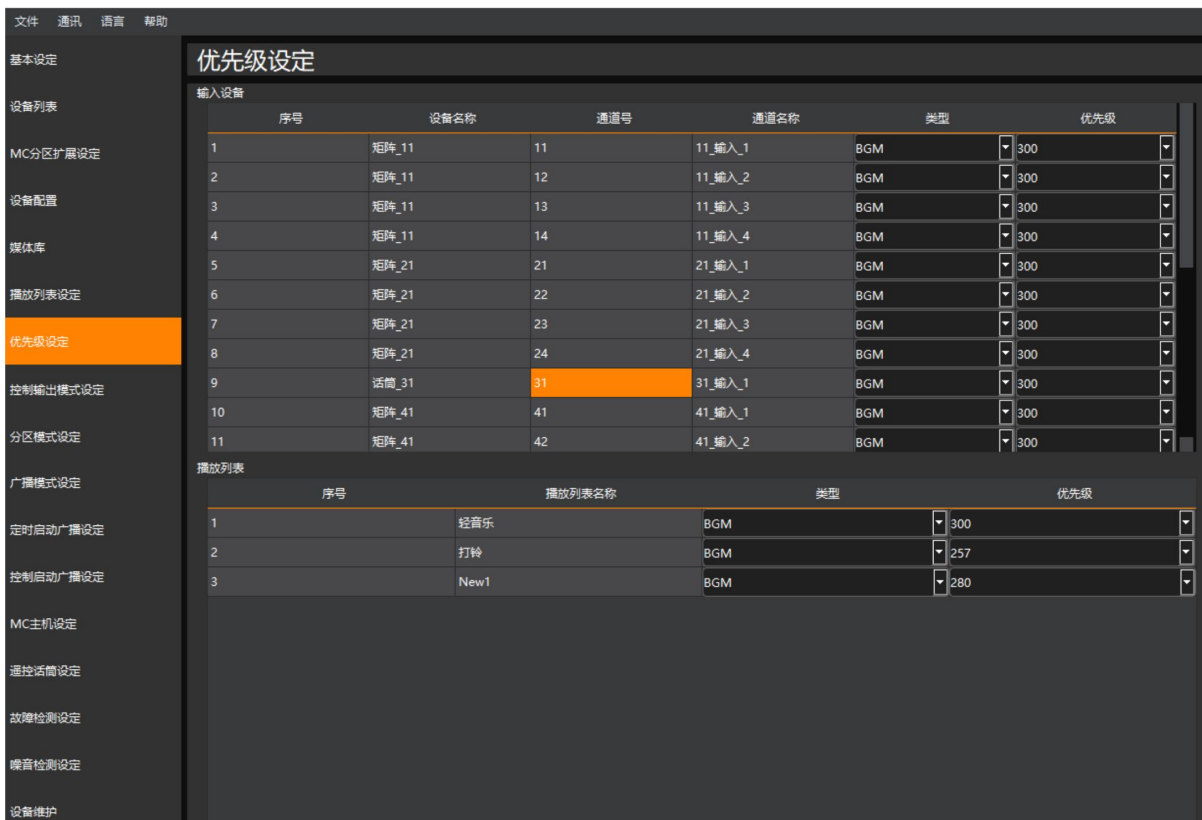 文件 通讯 语言 帮助
基本设定
设备列表
MC分区扩展设定
设备配置
媒体库
播放列表设定
优先级设定
控制输出模式设定
分区模式设定
广播模式设定
定时启动广播设定
控制启动广播设定
MC主机设定
遥控话筒设定
故障检测设定
噪音检测设定
设备维护
优先级设定
输入设备
序号 设备名称 通道号 通道名称 类型 优先级
1 矩阵_11 11 11_输入_1 BGM 300
2 矩阵_11 12 11_输入_2 BGM 300
3 矩阵_11 13 11_输入_3 BGM 300
4 矩阵_11 14 11_输入_4 BGM 300
5 矩阵_21 21 21_输入_1 BGM 300
6 矩阵_21 22 21_输入_2 BGM 300
7 矩阵_21 23 21_输入_3 BGM 300
8 矩阵_21 24 21_输入_4 BGM 300
9 话筒_31 31 31_输入_1 BGM 300
10 矩阵_41 41 41_输入_1 BGM 300
11 矩阵_41 42 41_输入_2 BGM 300
播放列表
序号 播放列表名称 类型 优先级
1 轻音乐 BGM 300
2 打铃 BGM 257
3 New1 BGM 280